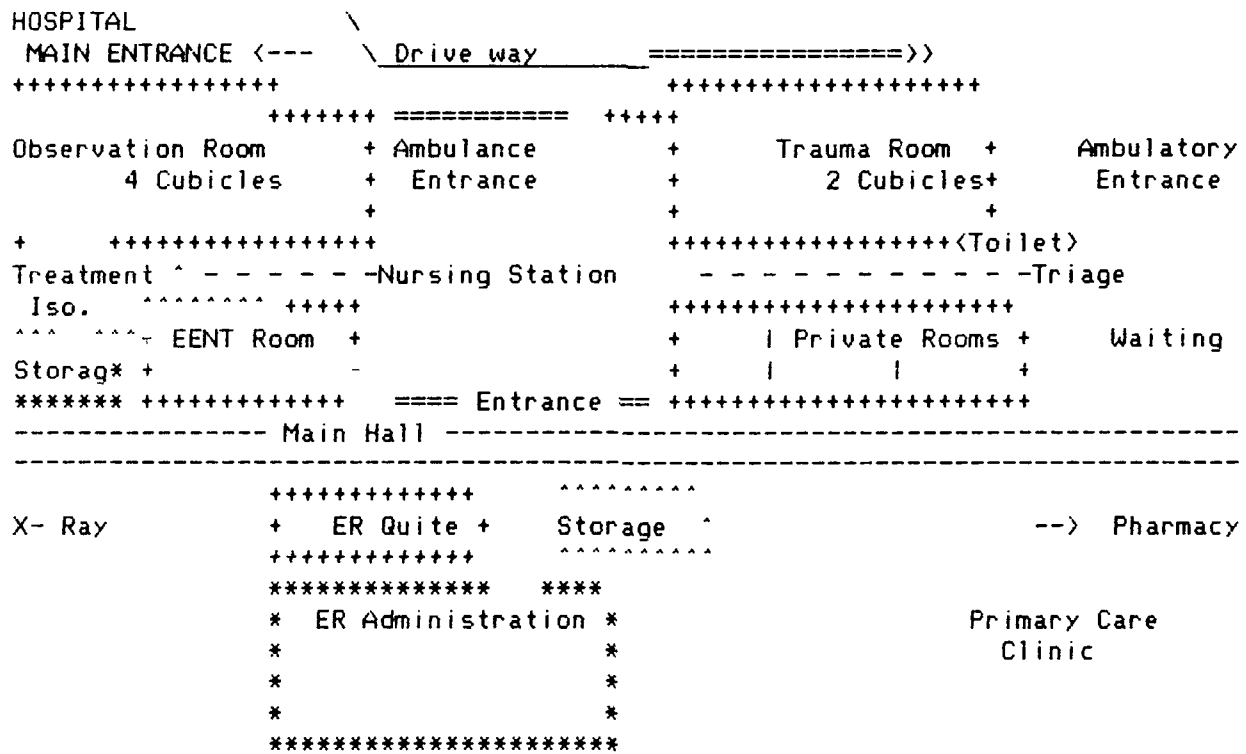 HOSPITAL \
MAIN ENTRANCE <--- \ Drive way ================>>
+++++++++++++++++ ++++++++++++++++++++
+++++++ =========== +++++
Observation Room + Ambulance + Trauma Room + Ambulatory
4 Cubicles + Entrance + 2 Cubicles+ Entrance
+ + +
+ +++++++++++++++++ ++++++++++++++++++<Toilet>
Treatment ^ - - - - - -Nursing Station - - - - - - - - - - -Triage
Iso. ^^^^^^^^ +++++ ++++++++++++++++++++++
^^^ ^^^- EENT Room + + | Private Rooms + Waiting
Storag* + - + | | +
******* +++++++++++++ ==== Entrance == +++++++++++++++++++++++
---------------- Main Hall ---------------------------------------------------
------------------------------------------------------------------------------
+++++++++++++ ^^^^^^^^^
X- Ray + ER Quite + Storage ^ --> Pharmacy
+++++++++++++ ^^^^^^^^^^
************** ****
* ER Administration * Primary Care
* * Clinic
* *
* *
**********************